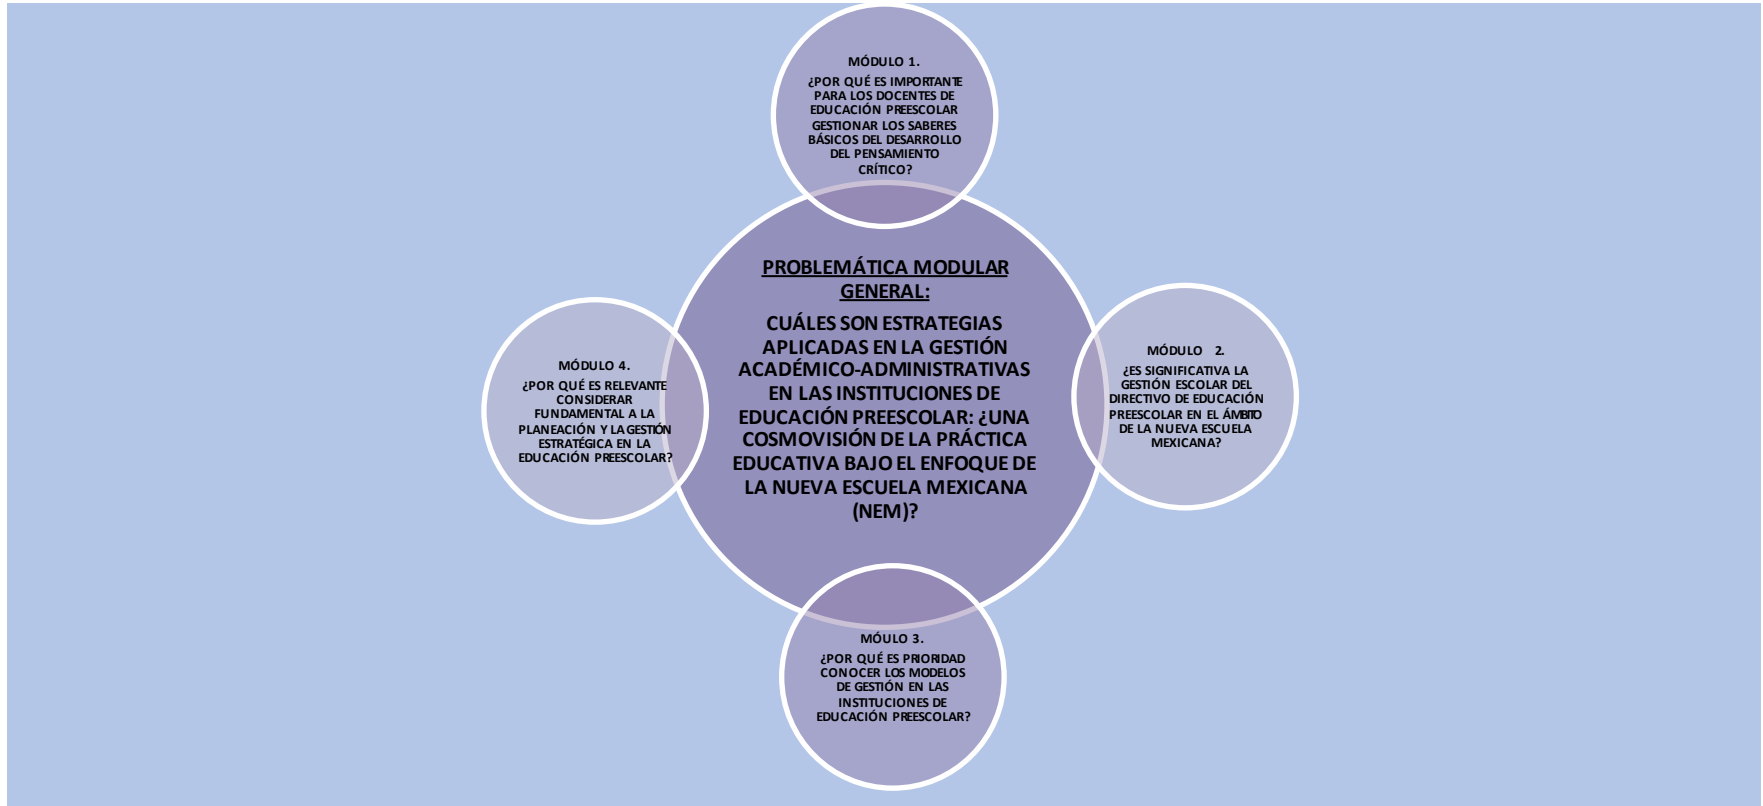 MÓDULO 1.
¿POR QUÉ ES IMPORTANTE
PARA LOS DOCENTES DE
EDUCACIÓN PREESCOLAR
GESTIONAR LOS SABERES
BÁSICOS DEL DESARROLLO
DEL PENSAMIENTO
CRÍTICO?
PROBLEMÁTICA MODULAR
GENERAL:
CUÁLES SON ESTRATEGIAS
APLICADAS EN LA GESTIÓN
ACADÉMICO-ADMINISTRATIVAS
EN LAS INSTITUCIONES DE
EDUCACIÓN PREESCOLAR: ¿UNA
COSMOVISIÓN DE LA PRÁCTICA
EDUCATIVA BAJO EL ENFOQUE DE
LA NUEVA ESCUELA MEXICANA
(NEM)?
MÓDULO 2.
¿ES SIGNIFICATIVA LA
GESTIÓN ESCOLAR DEL
DIRECTIVO DE EDUCACIÓN
PREESCOLAR EN EL ÁMBITO
DE LA NUEVA ESCUELA
MEXICANA?
MÓULO 3.
¿POR QUÉ ES PRIORIDAD
CONOCER LOS MODELOS
DE GESTIÓN EN LAS
INSTITUCIONES DE
EDUCACIÓN PREESCOLAR?
MÓDULO 4.
¿POR QUÉ ES RELEVANTE
CONSIDERAR
FUNDAMENTAL A LA
PLANEACIÓN Y LA GESTIÓN
ESTRATÉGICA EN LA
EDUCACIÓN PREESCOLAR?